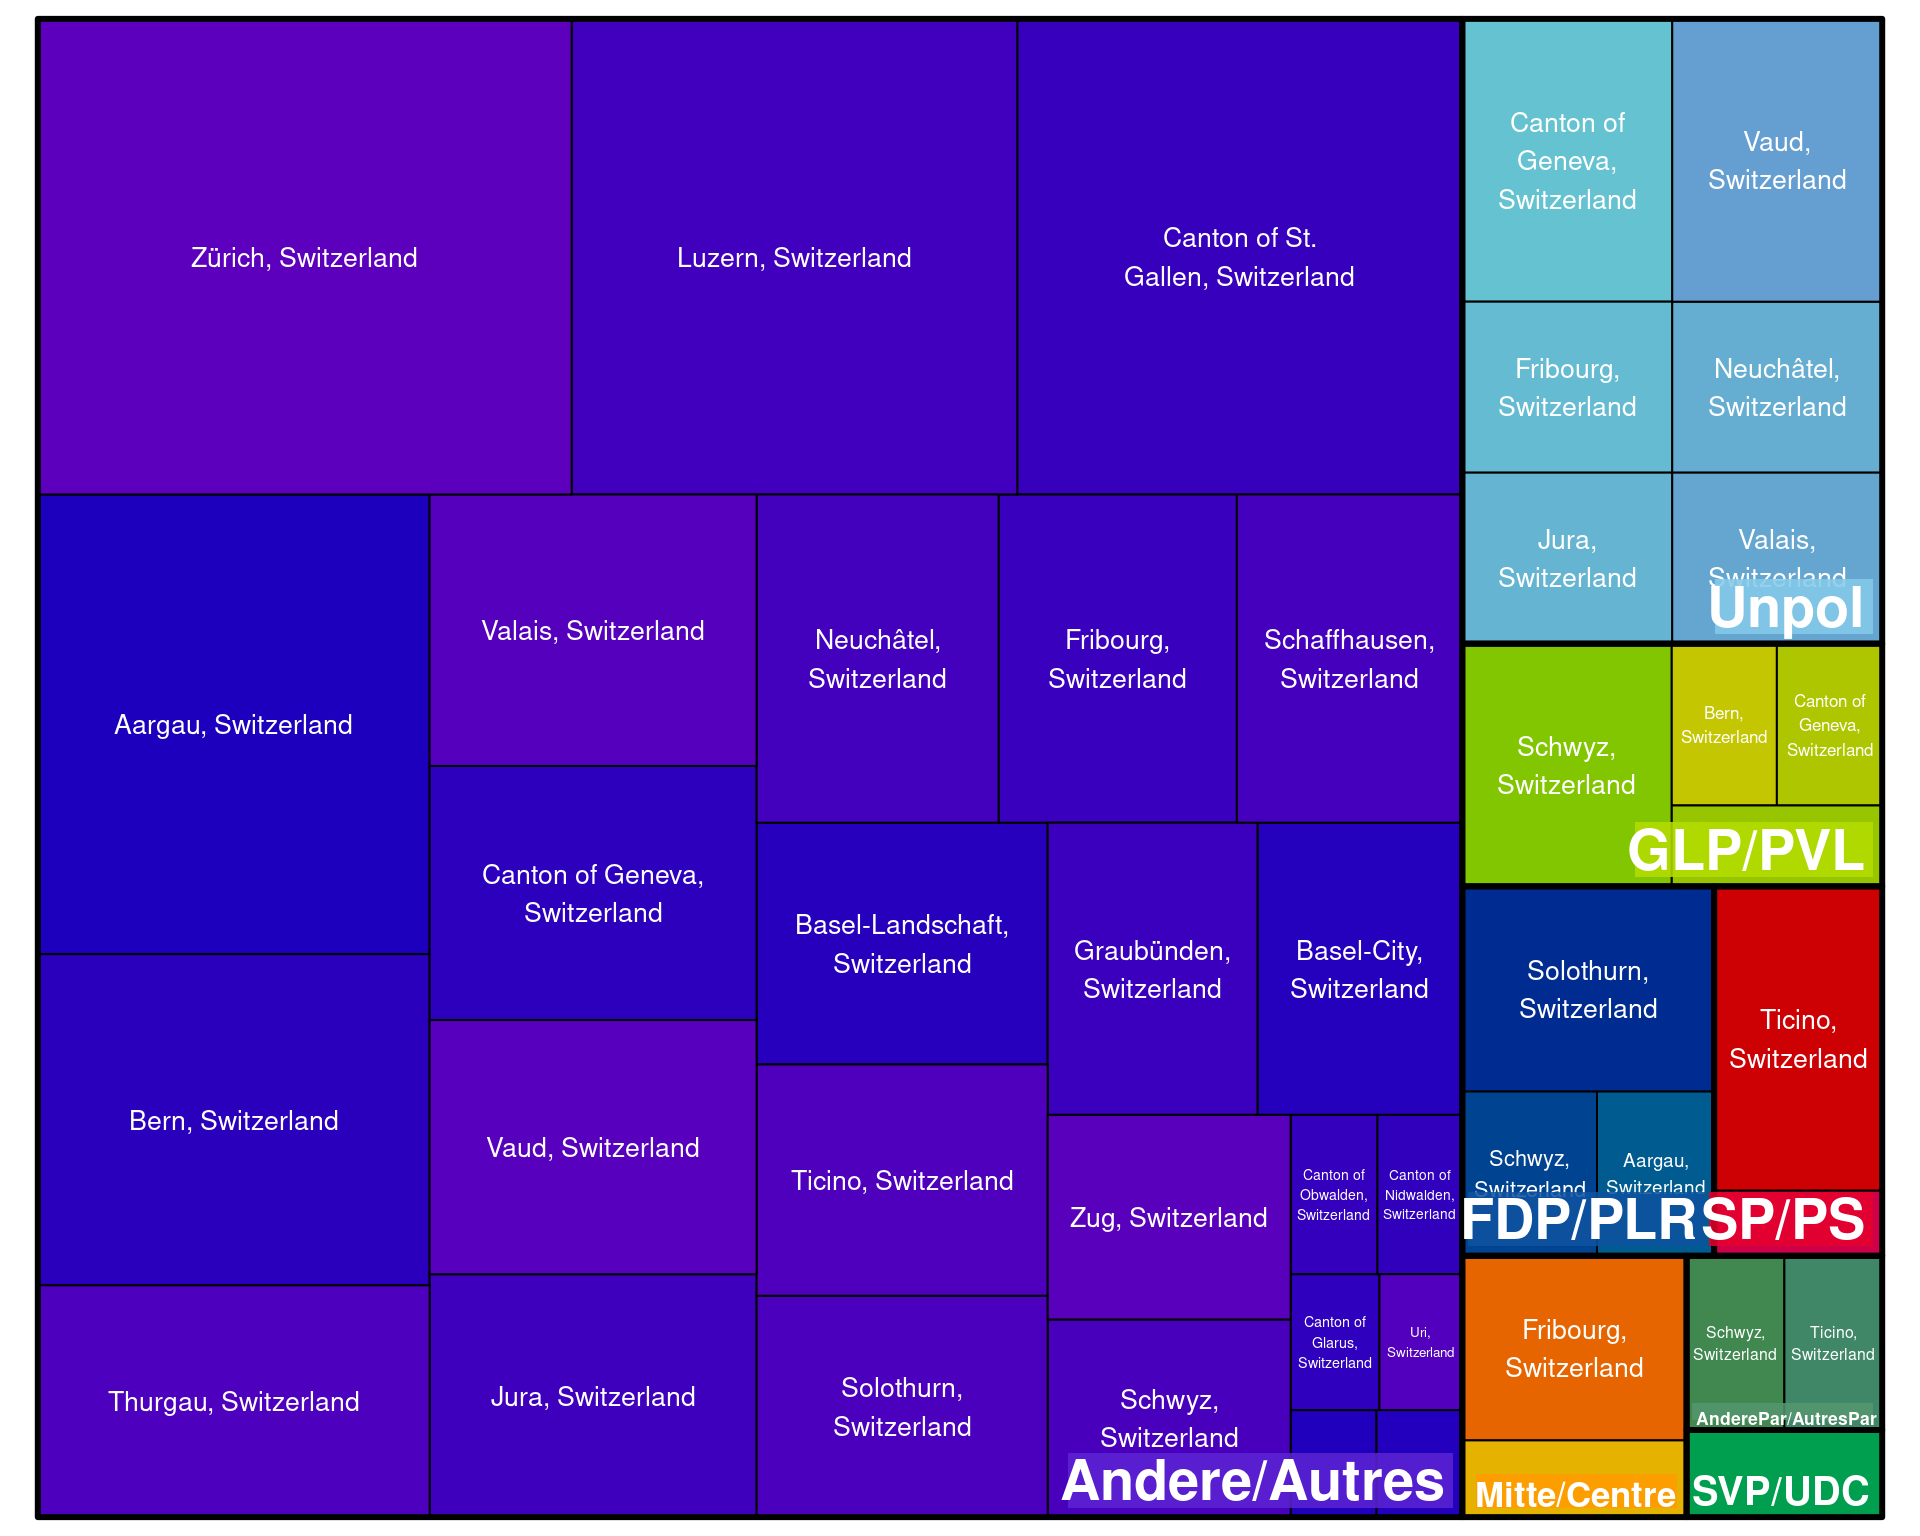 Zürich, Switzerland
Luzern, Switzerland
Canton of St.
Gallen, Switzerland
Aargau, Switzerland
Bern, Switzerland
Thurgau, Switzerland
Valais, Switzerland
Canton of Geneva,
Switzerland
Vaud, Switzerland
Jura, Switzerland
Neuchâtel,
Switzerland
Fribourg,
Switzerland
Schaffhausen,
Switzerland
Basel-Landschaft,
Switzerland
Ticino, Switzerland
Solothurn,
Switzerland
Graubünden,
Switzerland
Basel-City,
Switzerland
Zug, Switzerland
Schwyz,
Switzerland
Canton of
Obwalden,
Switzerland
Canton of
Nidwalden,
Switzerland
Canton of
Glarus,
Switzerland
Uri,
Switzerland
Andere/Autres
Canton of
Geneva,
Switzerland
Vaud,
Switzerland
Fribourg,
Switzerland
Neuchâtel,
Switzerland
Jura,
Switzerland
Valais,
Switzerland
Unpol
Schwyz,
Switzerland
Bern,
Switzerland
Canton of
Geneva,
Switzerland
GLP/PVL
Solothurn,
Switzerland
Schwyz,
Switzerland
Aargau,
Switzerland
FDP/PLR
Ticino,
Switzerland
SP/PS
Fribourg,
Switzerland
Mitte/Centre
Schwyz,
Switzerland
Ticino,
Switzerland
AnderePar/AutresPar
SVP/UDC